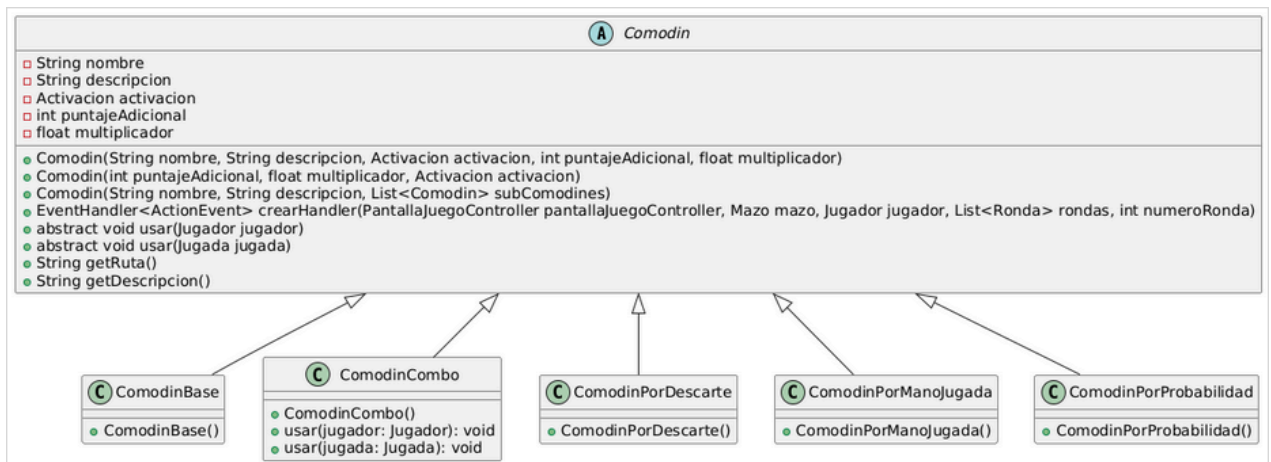 A Comodin
String nombre
String descripcion
Activacion activacion
int puntajeAdicional
float multiplicador
Comodin(String nombre, String descripcion, Activacion activacion, int puntajeAdicional, float multiplicador)
Comodin(int puntajeAdicional, float multiplicador, Activacion activacion)
Comodin(String nombre, String descripcion, List<Comodin> subComodines)
EventHandler<ActionEvent> crearHandler(PantallaJuegoController pantallaJuegoController, Mazo mazo, Jugador jugador, List<Ronda> rondas, int numeroRonda)
abstract void usar(Jugador jugador)
abstract void usar(Jugada jugada)
String getRuta()
String getDescripcion()
C ComodinBase
ComodinBase()
C ComodinCombo
ComodinCombo()
usar(jugador: Jugador): void
usar(jugada: Jugada): void
C ComodinPorDescarte
ComodinPorDescarte()
C ComodinPorManoJugada
ComodinPorManoJugada()
C ComodinPorProbabilidad
ComodinPorProbabilidad()